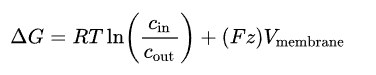 ΔG = RT ln(c_in / c_out) + (Fz)V_membrane